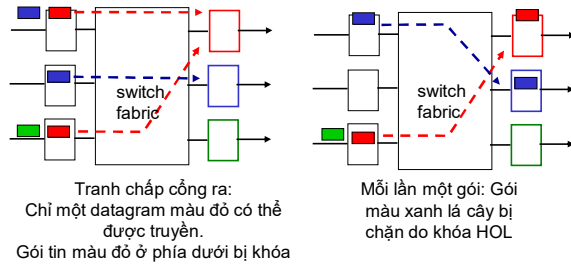 switch
fabric
Tranh chấp cổng ra:
Chỉ một datagram màu đỏ có thể
được truyền.
Gói tin màu đỏ ở phía dưới bị khóa
switch
fabric
Mỗi lần một gói: Gói
màu xanh lá cây bị
chặn do khóa HOL